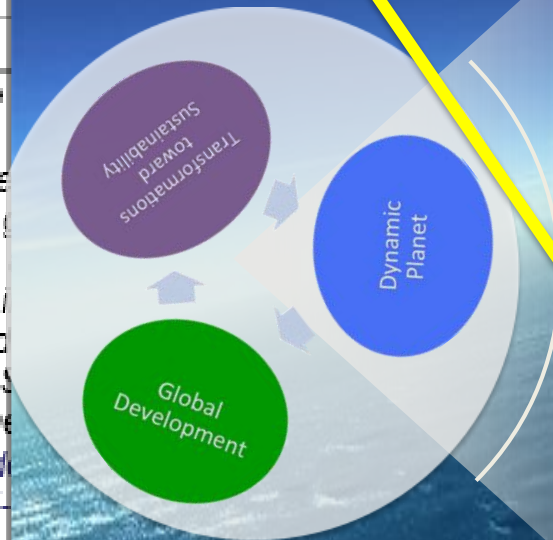 Transformations
toward
Sustainability
Dynamic
Planet
Global
Development